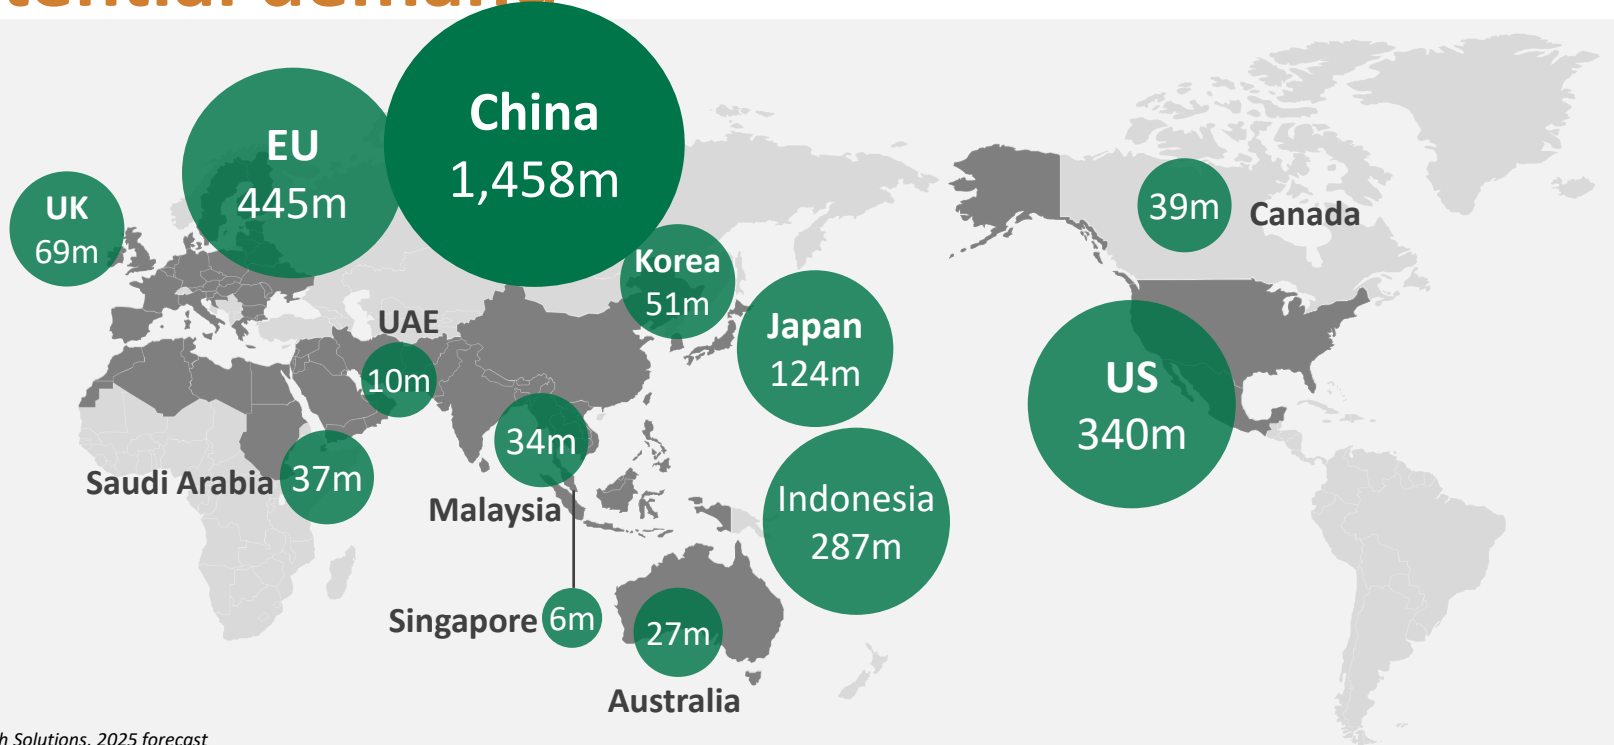 China
1,458m
EU
445m
UK
69m
39m
Canada
Korea
51m
UAE
10m
Japan
124m
US
340m
34m
Malaysia
Saudi Arabia
37m
Indonesia
287m
Singapore
6m
27m
Australia
Solutions, 2025 forecast